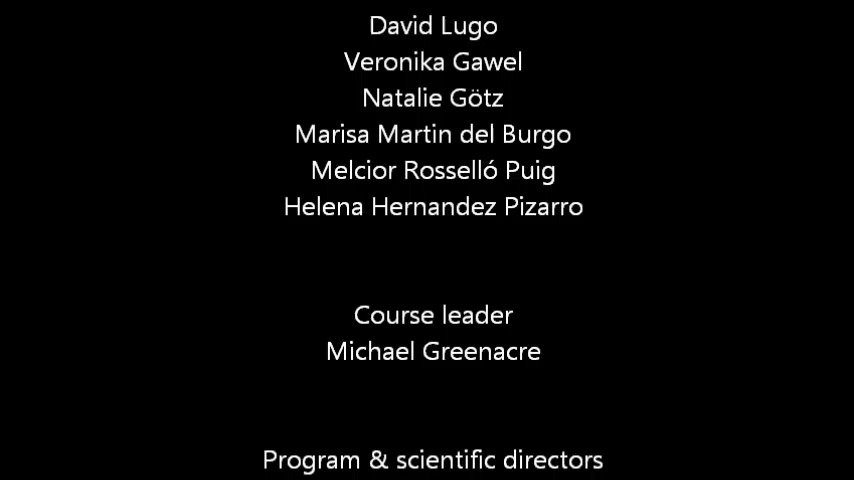 David Lugo
Veronika Gawel
Natalie Götz
Marisa Martin del Burgo
Melcior Rosselló Puig
Helena Hernandez Pizarro
Course leader
Michael Greenacre
Program & scientific directors